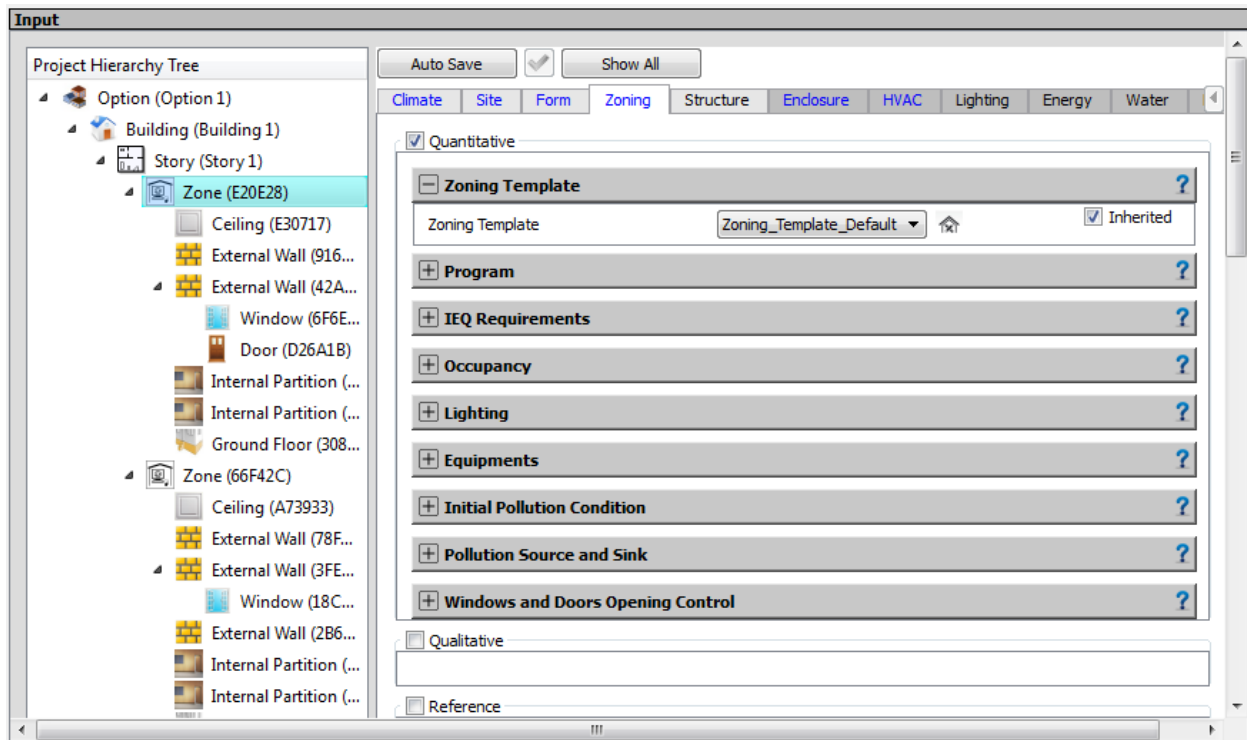 Input
Project Hierarchy Tree
Option (Option 1)
Building (Building 1)
Story (Story 1)
Zone (E20E28)
Ceiling (E30717)
External Wall (916...
External Wall (42A...
Window (6F6E...
Door (D26A1B)
Internal Partition (...
Internal Partition (...
Ground Floor (308...
Zone (66F42C)
Ceiling (A73933)
External Wall (78F...
External Wall (3FE...
Window (18C...
External Wall (2B6...
Internal Partition (...
Internal Partition (...
Auto Save Show All
Climate Site Form Zoning Structure Enclosure HVAC Lighting Energy Water
Quantitative
Zoning Template ?
Zoning Template Zoning_Template_Default Inherited
Program ?
IEQ Requirements ?
Occupancy ?
Lighting ?
Equipments ?
Initial Pollution Condition ?
Pollution Source and Sink ?
Windows and Doors Opening Control ?
Qualitative
Reference